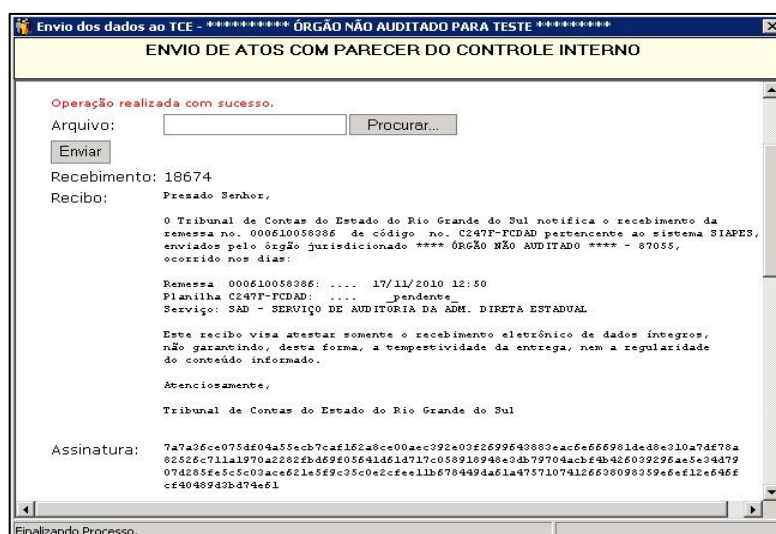 Envio dos dados ao TCE - ********** ÓRGÃO NÃO AUDITADO PARA TESTE *********
ENVIO DE ATOS COM PARECER DO CONTROLE INTERNO
Operação realizada com sucesso.
Arquivo: Procurar...
Enviar
Recebimento: 18674
Recibo: Prezado Senhor,
O Tribunal de Contas do Estado do Rio Grande do Sul notifica o recebimento da
remessa no. 000610058386 de código no. C247F-FCDAD pertencente ao sistema SIAPES,
enviados pelo órgão jurisdicionado **** ÓRGÃO NÃO AUDITADO **** - 87055,
ocorrido nos dias:
Remessa 000610058386: .... 17/11/2010 12:50
Planilha C247F-FCDAD: .... _pendente_
Serviço: SAD - SERVIÇO DE AUDITORIA DA ADM. DIRETA ESTADUAL
Este recibo visa atestar somente o recebimento eletrônico de dados íntegros,
não garantindo, desta forma, a tempestividade da entrega, nem a regularidade
do conteúdo informado.
Atenciosamente,
Tribunal de Contas do Estado do Rio Grande do Sul
Assinatura:
Finalizando Processo.